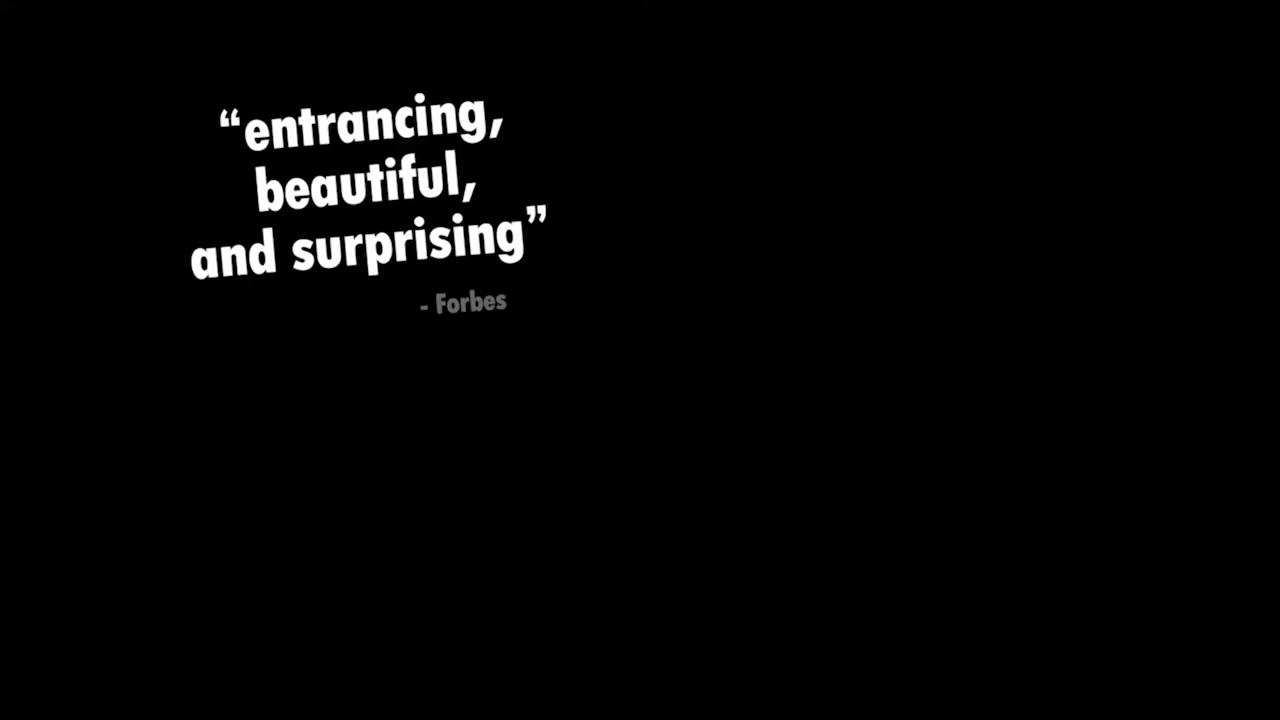 “entrancing,
beautiful,
and surprising”
- Forbes